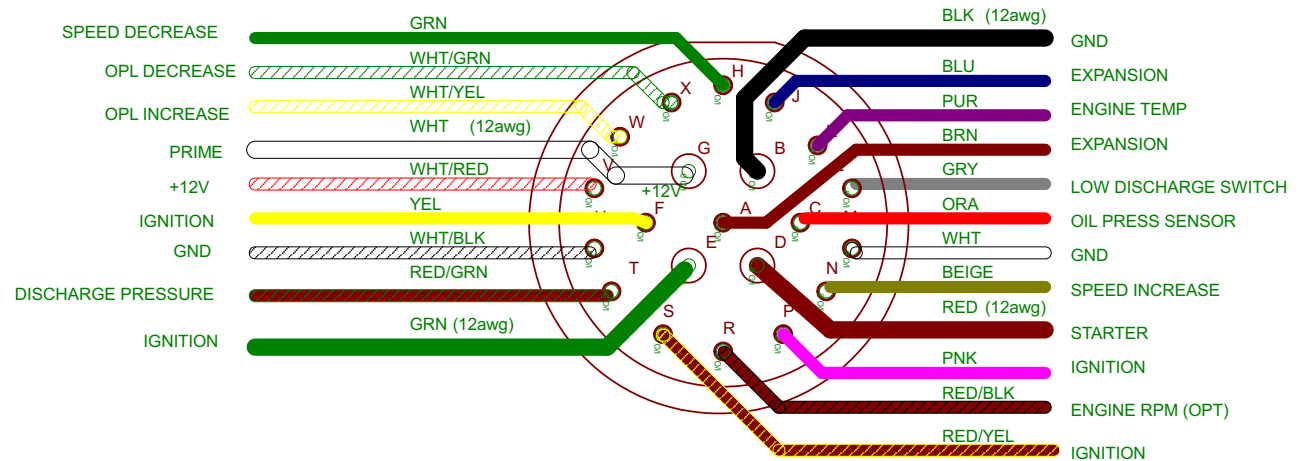 SPEED DECREASE GRN
OPL DECREASE WHT/GRN
OPL INCREASE WHT/YEL
PRIME WHT (12awg)
+12V WHT/RED
IGNITION YEL
GND WHT/BLK
DISCHARGE PRESSURE RED/GRN
IGNITION GRN (12awg)
X
H
J
W
G
B
V
+12V
F
A
C
E
D
T
N
S
P
R
BLK (12awg) GND
BLU EXPANSION
PUR ENGINE TEMP
BRN EXPANSION
GRY LOW DISCHARGE SWITCH
ORA OIL PRESS SENSOR
WHT GND
BEIGE SPEED INCREASE
RED (12awg) STARTER
PNK IGNITION
RED/BLK ENGINE RPM (OPT)
RED/YEL IGNITION